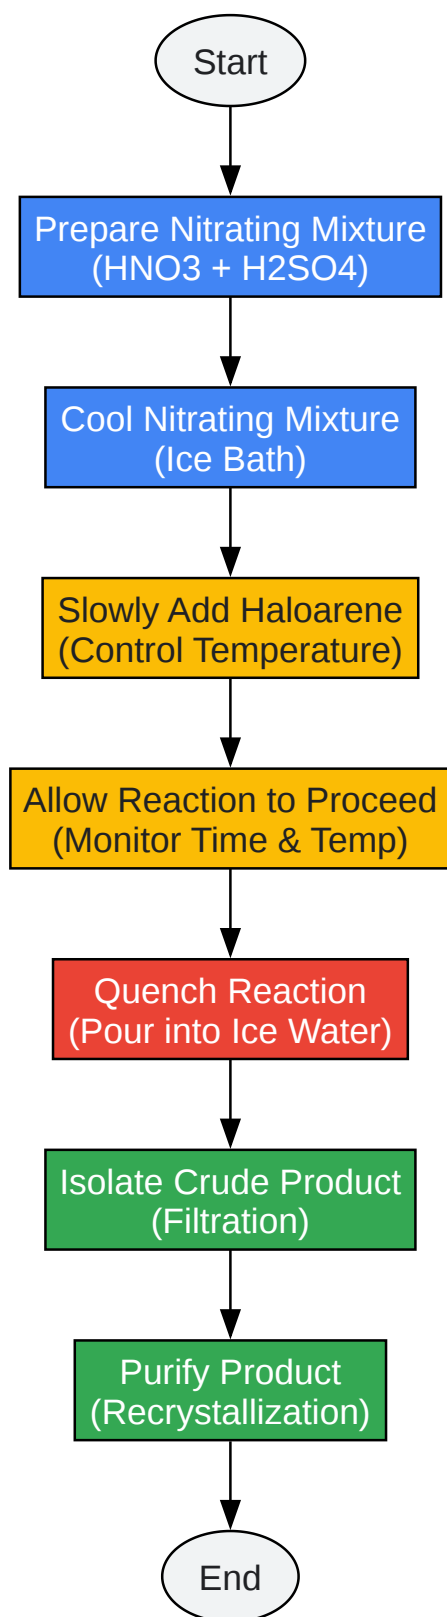 Start
Prepare Nitrating Mixture
(HNO3 + H2SO4)
Cool Nitrating Mixture
(Ice Bath)
Slowly Add Haloarene
(Control Temperature)
Allow Reaction to Proceed
(Monitor Time & Temp)
Quench Reaction
(Pour into Ice Water)
Isolate Crude Product
(Filtration)
Purify Product
(Recrystallization)
End